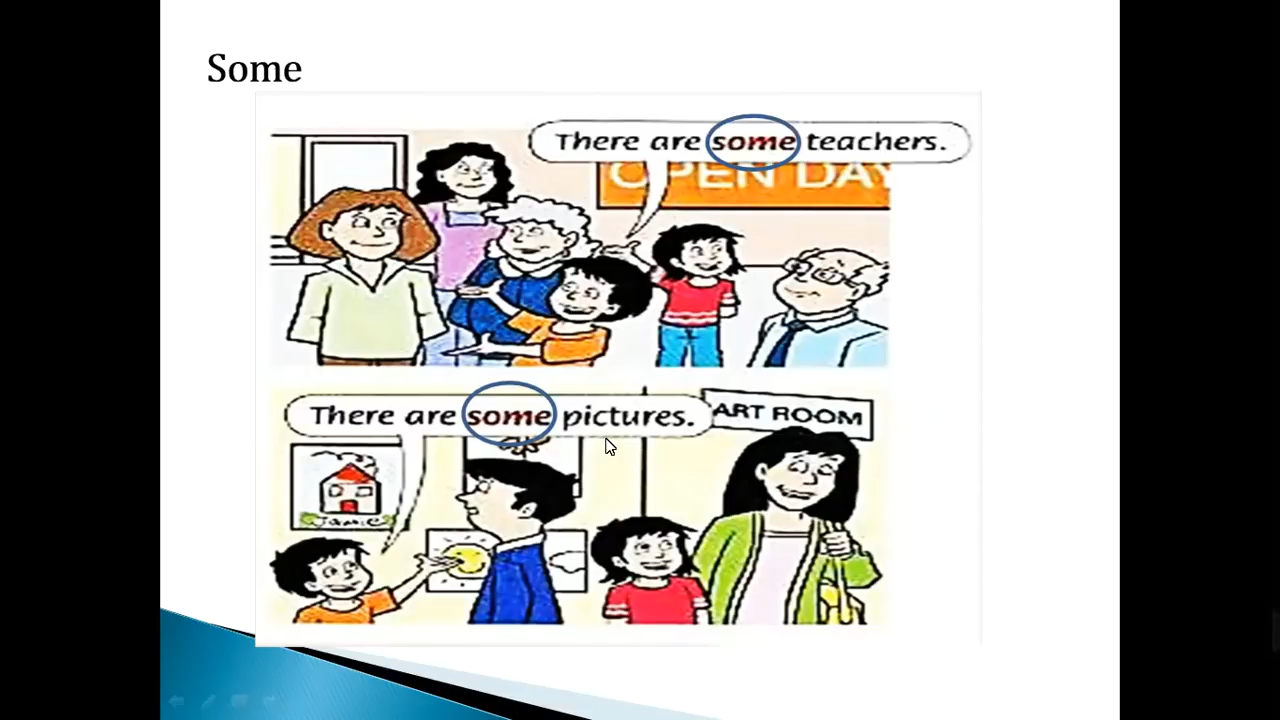 Some
There are some teachers.
OPEN DAY
There are some pictures.
ART ROOM
Jamie